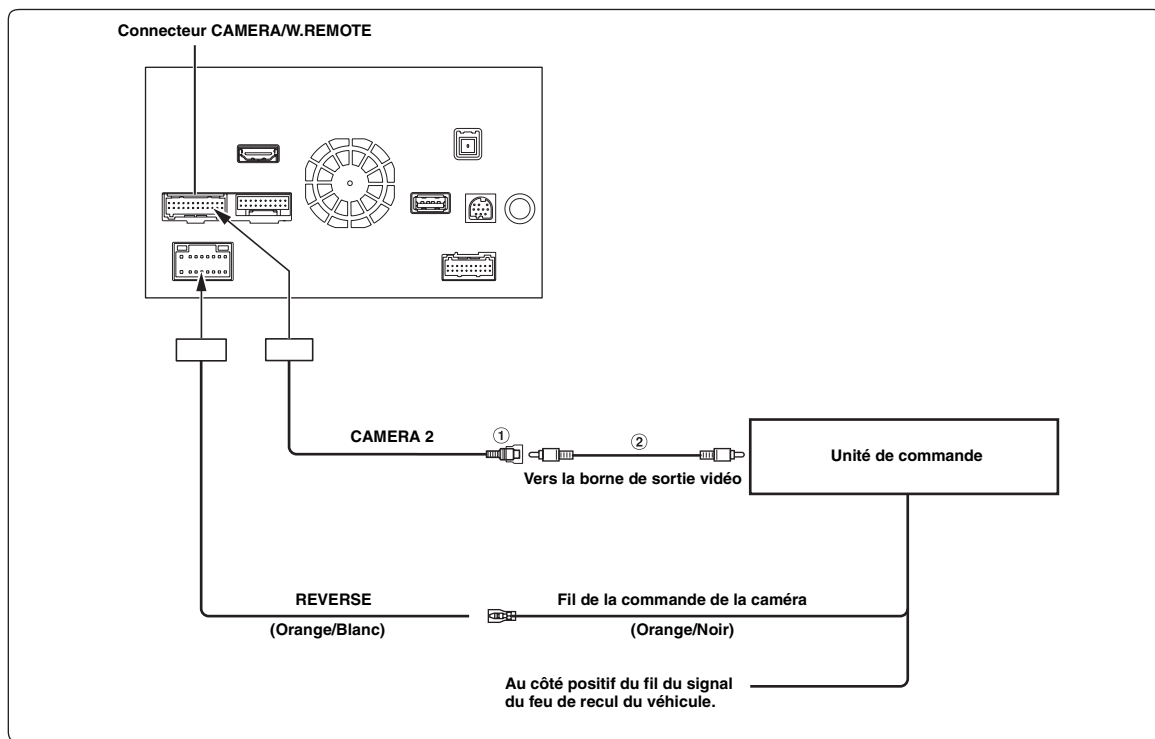 Connecteur CAMERA/W.REMOTE
CAMERA 2
①
②
Vers la borne de sortie vidéo
Unité de commande
REVERSE
(Orange/Blanc)
Fil de la commande de la caméra
(Orange/Noir)
Au côté positif du fil du signal
du feu de recul du véhicule.